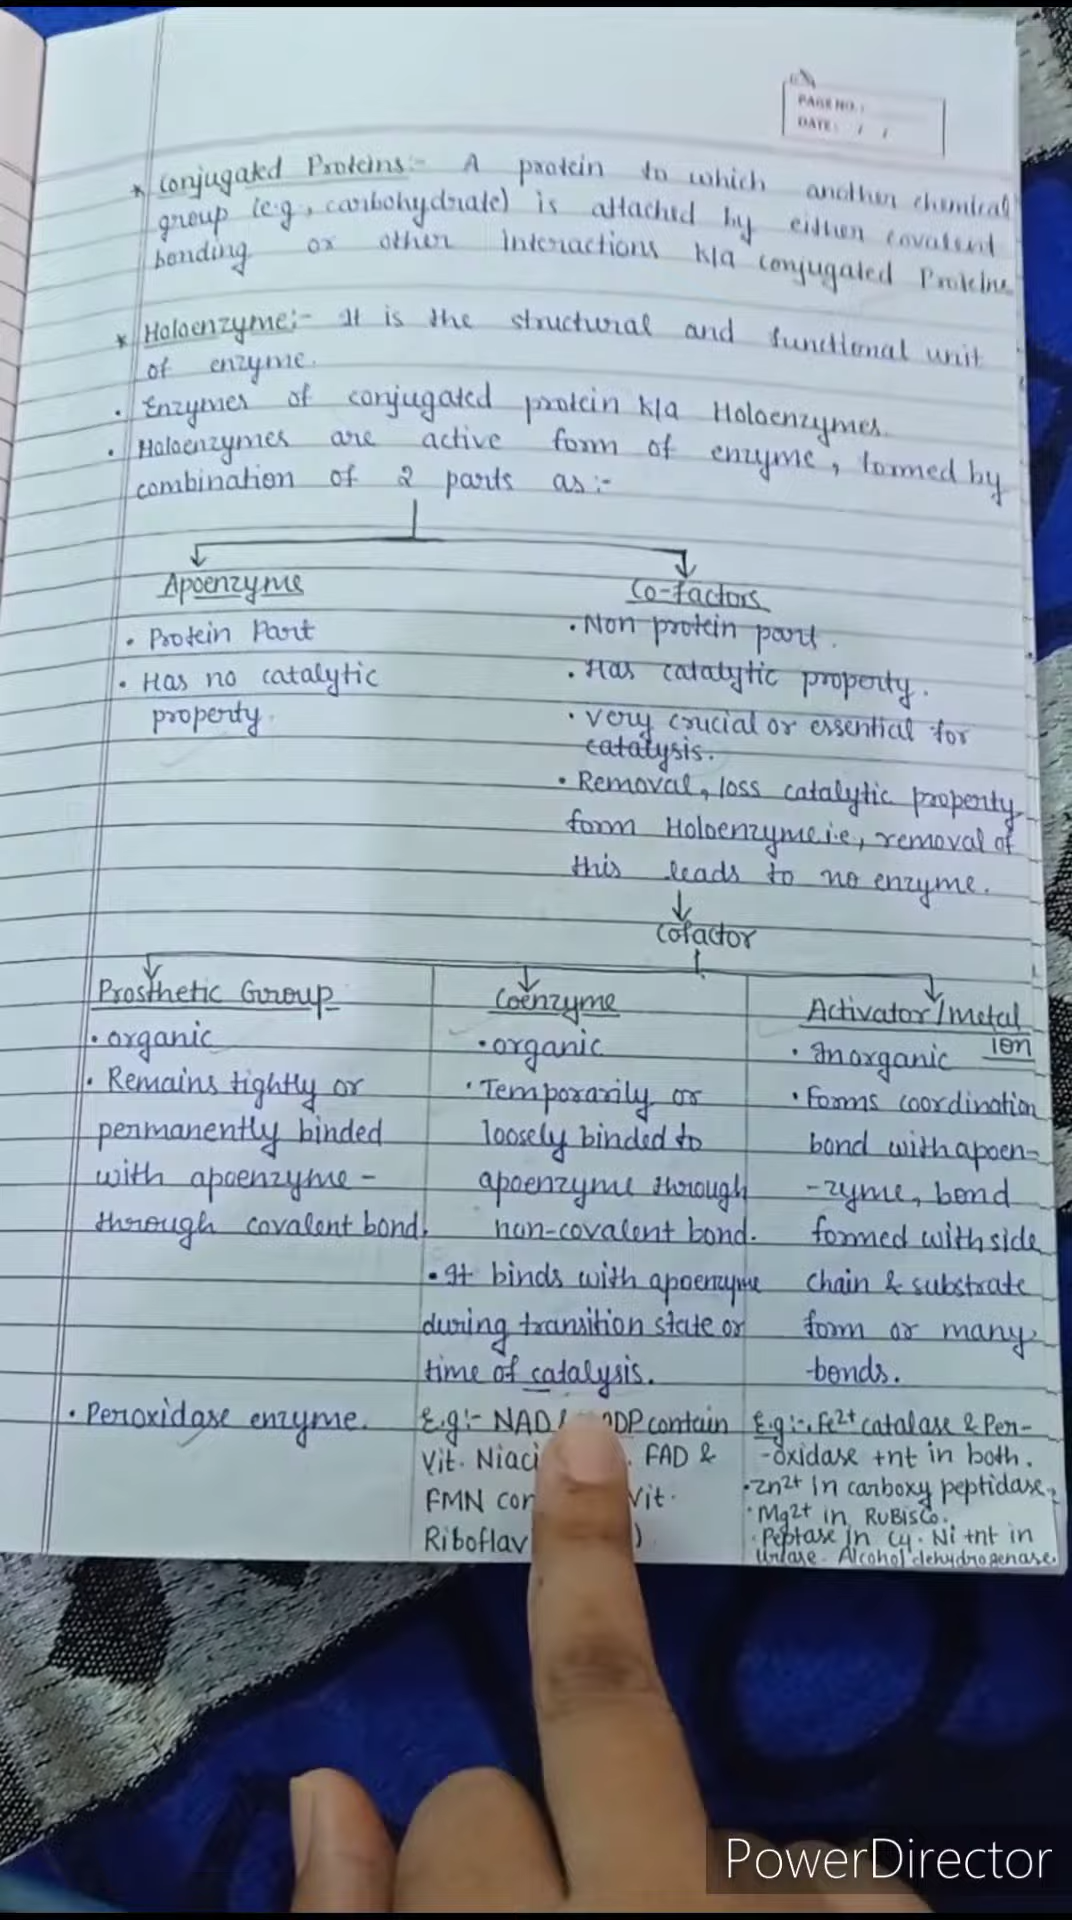 PAGE NO.:
DATE: / /
* Conjugated Proteins:- A protein to which another chemical
group (e.g, carbohydrate) is attached by either covalent
bonding or other interactions k/a conjugated Proteins
* Holoenzyme:- It is the structural and functional unit
of enzyme.
• Enzymes of conjugated protein k/a Holoenzymes.
• Holoenzymes are active form of enzyme, formed by
combination of 2 parts as:-
Apoenzyme
• Protein Part
• Has no catalytic
property.
Co-factors
• Non protein part.
• Has catalytic property.
• very crucial or essential for
catalysis.
• Removal, loss catalytic property
form Holoenzyme i.e., removal of
this leads to no enzyme.
Cofactor
Prosthetic Group
• organic
• Remains tightly or
permanently binded
with apoenzyme -
through covalent bond.
• Peroxidase enzyme.
Coenzyme
• organic
• Temporarily or
loosely binded to
apoenzyme through
non-covalent bond.
• It binds with apoenzyme
during transition state or
time of catalysis.
E.g:- NAD contain
Vit. FAD &
FMN Vit.
Activator/Metal
ion
• Inorganic
• Forms coordination
bond with apoen-
-zyme, bond
formed with side
chain & substrate
form or many
bonds.
E.g:- Fe2+ catalase & Per-
-oxidase +nt in both.
• Zn2+ in carboxy peptidase,
• Mg2+ in RuBisCo.
in Cy. Ni +nt in
Alcohol dehydrogenase.
PowerDirector